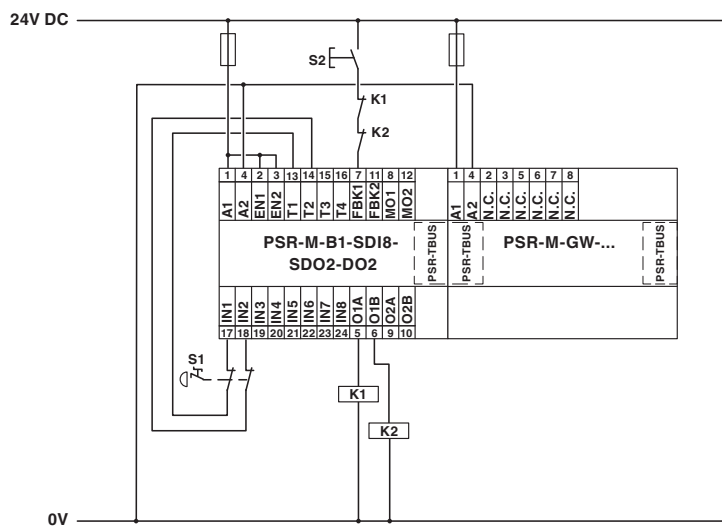 24V DC
S2
K1
K2
1 4 2 3 13 14 15 16 7 11 8 12
A1 A2 EN1 EN2 T1 T2 T3 T4 FBK1 FBK2 MO1 MO2
1 4 2 3 5 6 7 8
A1 A2 N.C. N.C. N.C. N.C. N.C. N.C.
PSR-M-B1-SDI8-
SDO2-DO2
PSR-TBUS
PSR-TBUS
PSR-M-GW-...
PSR-TBUS
IN1 IN2 IN3 IN4 IN5 IN6 IN7 IN8 O1A O1B O2A O2B
17 18 19 20 21 22 23 24 5 6 9 10
S1
K1
K2
0V